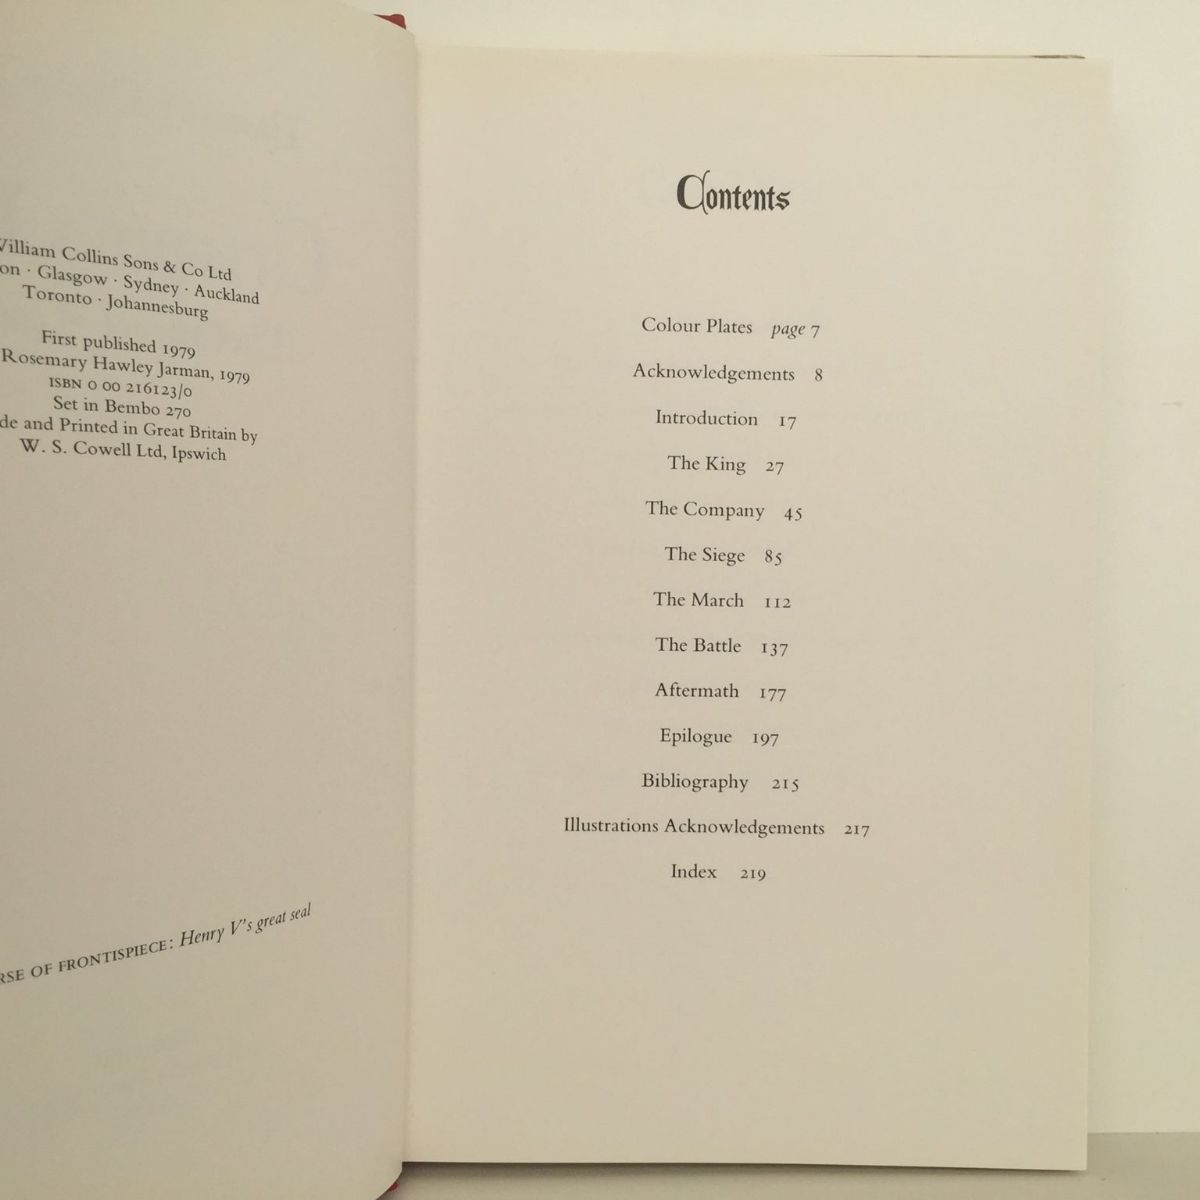 William Collins Sons & Co Ltd
on · Glasgow · Sydney · Auckland
Toronto · Johannesburg
First published 1979
Rosemary Hawley Jarman, 1979
ISBN 0 00 216123/0
Set in Bembo 270
de and Printed in Great Britain by
W. S. Cowell Ltd, Ipswich
RSE OF FRONTISPIECE: Henry V's great seal
Contents
Colour Plates page 7
Acknowledgements 8
Introduction 17
The King 27
The Company 45
The Siege 85
The March 112
The Battle 137
Aftermath 177
Epilogue 197
Bibliography 215
Illustrations Acknowledgements 217
Index 219